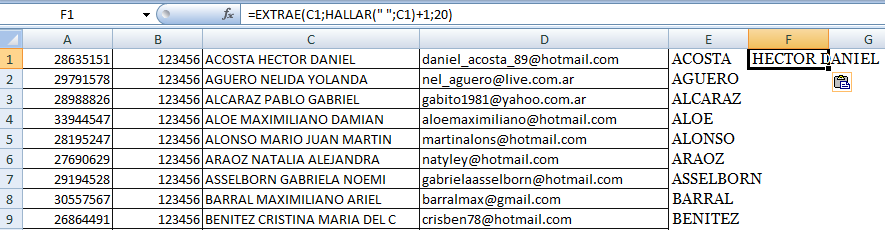 F1 fx =EXTRAE(C1;HALLAR(" ";C1)+1;20)
A B C D E F G
1 28635151 123456 ACOSTA HECTOR DANIEL daniel_acosta_89@hotmail.com ACOSTA HECTOR DANIEL
2 29791578 123456 AGUERO NELIDA YOLANDA nel_aguero@live.com.ar AGUERO
3 28988826 123456 ALCARAZ PABLO GABRIEL gabito1981@yahoo.com.ar ALCARAZ
4 33944547 123456 ALOE MAXIMILIANO DAMIAN aloemaximiliano@hotmail.com ALOE
5 28195247 123456 ALONSO MARIO JUAN MARTIN martinalons@hotmail.com ALONSO
6 27690629 123456 ARAOZ NATALIA ALEJANDRA natyley@hotmail.com ARAOZ
7 29194528 123456 ASSELBORN GABRIELA NOEMI gabrielaasselborn@hotmail.com ASSELBORN
8 30557567 123456 BARRAL MAXIMILIANO ARIEL barralmax@gmail.com BARRAL
9 26864491 123456 BENITEZ CRISTINA MARIA DEL C crisben78@hotmail.com BENITEZ